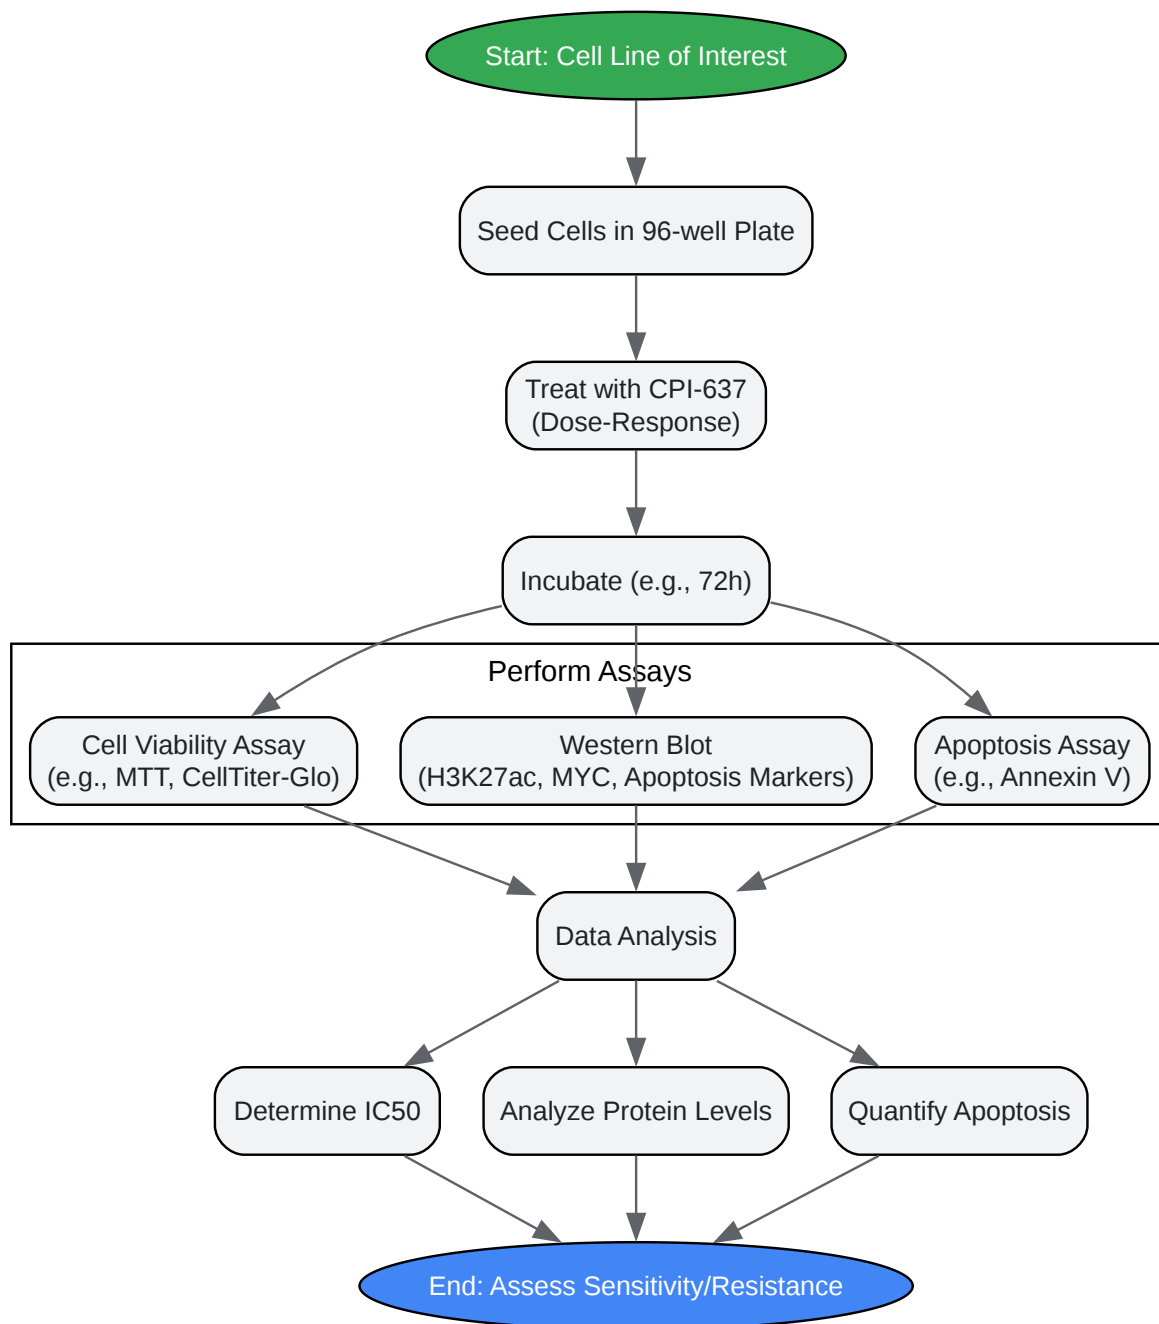 Start: Cell Line of Interest
Seed Cells in 96-well Plate
Treat with CPI-637
(Dose-Response)
Incubate (e.g., 72h)
Perform Assays
Cell Viability Assay
(e.g., MTT, CellTiter-Glo)
Western Blot
(H3K27ac, MYC, Apoptosis Markers)
Apoptosis Assay
(e.g., Annexin V)
Data Analysis
Determine IC50
Analyze Protein Levels
Quantify Apoptosis
End: Assess Sensitivity/Resistance